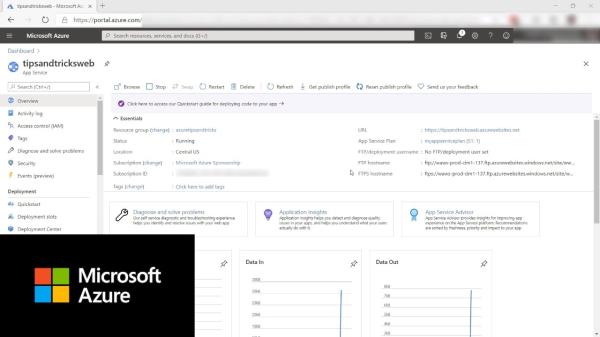 tipsandtricksweb - Microsoft Az
https://portal.azure.com/
Microsoft Azure
Search resources, services, and docs (G+/)
Dashboard >
tipsandtricksweb
App Service
Search (Ctrl+/)
Browse Stop Swap Restart Delete Refresh Get publish profile Reset publish profile Send us your feedback
Overview
Activity log
Access control (IAM)
Tags
Diagnose and solve problems
Security
Events (preview)
Deployment
Quickstart
Deployment slots
Deployment Center
Click here to access our Quickstart guide for deploying code to your app →
Essentials
Resource group (change) : azuretipsandtricks
Status : Running
Location : Central US
Subscription (change) : Microsoft Azure Sponsorship
Subscription ID :
Tags (change) : Click here to add tags
URL : https://tipsandtricksweb.azurewebsites.net
App Service Plan : myappserviceplan (S1: 1)
FTP/deployment username : No FTP/deployment user set
FTP hostname : ftp://waws-prod-dm1-137.ftp.azurewebsites.windows.net/site/ww...
FTPS hostname : ftps://waws-prod-dm1-137.ftp.azurewebsites.windows.net/site/w...
Diagnose and solve problems
Our self service diagnostic and troubleshooting experience
helps you identify and resolve issues with your web app
Application Insights
Application Insights helps you detect and diagnose quality
issues in your apps, and helps you understand what your
users actually do with it.
App Service Advisor
App Service Advisor provides insights for improving app
experience on the App Service platform. Recommendations
are sorted by freshness, priority and impact to your app
Data In
Data Out
Microsoft
Azure